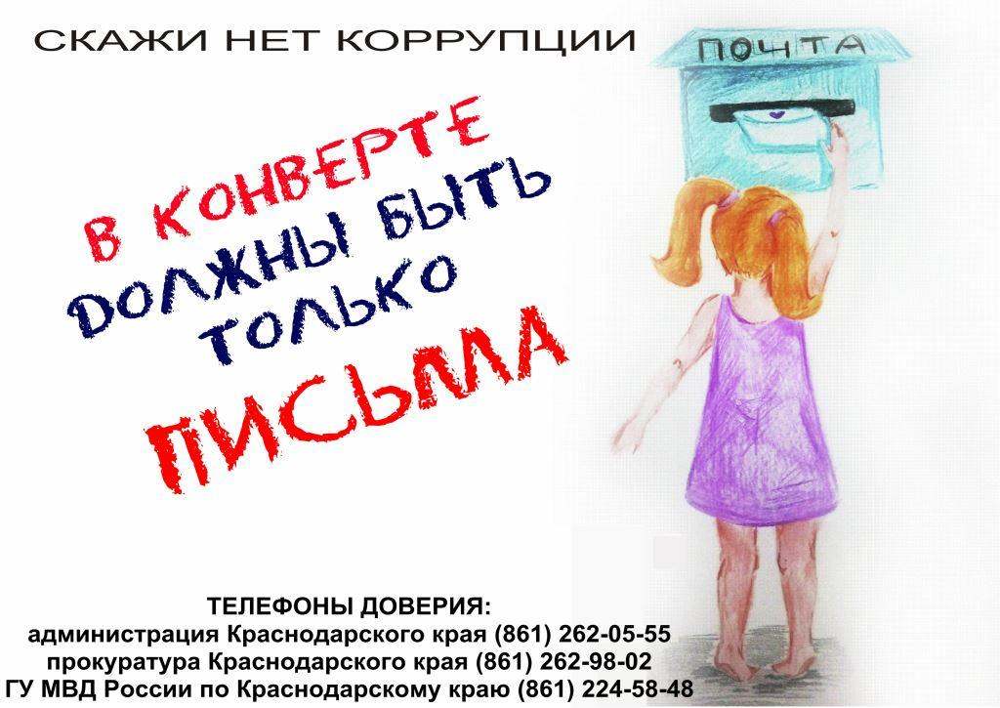 СКАЖИ НЕТ КОРРУПЦИИ
ПОЧТА
В КОНВЕРТЕ
ДОЛЖНЫ БЫТЬ
ТОЛЬКО
ПИСЬМА
ТЕЛЕФОНЫ ДОВЕРИЯ:
администрация Краснодарского края (861) 262-05-55
прокуратура Краснодарского края (861) 262-98-02
ГУ МВД России по Краснодарскому краю (861) 224-58-48